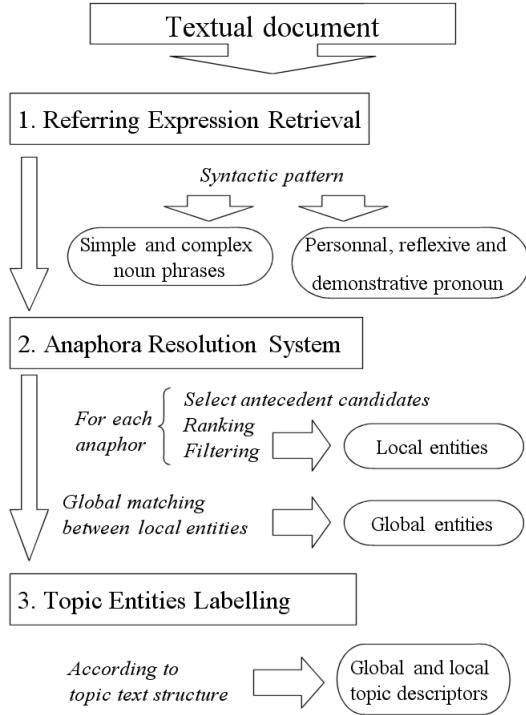 Textual document
1. Referring Expression Retrieval
Syntactic pattern
Simple and complex
noun phrases
Personnal, reflexive and
demonstrative pronoun
2. Anaphora Resolution System
For each
anaphor
Select antecedent candidates
Ranking
Filtering
Local entities
Global matching
between local entities
Global entities
3. Topic Entities Labelling
According to
topic text structure
Global and local
topic descriptors